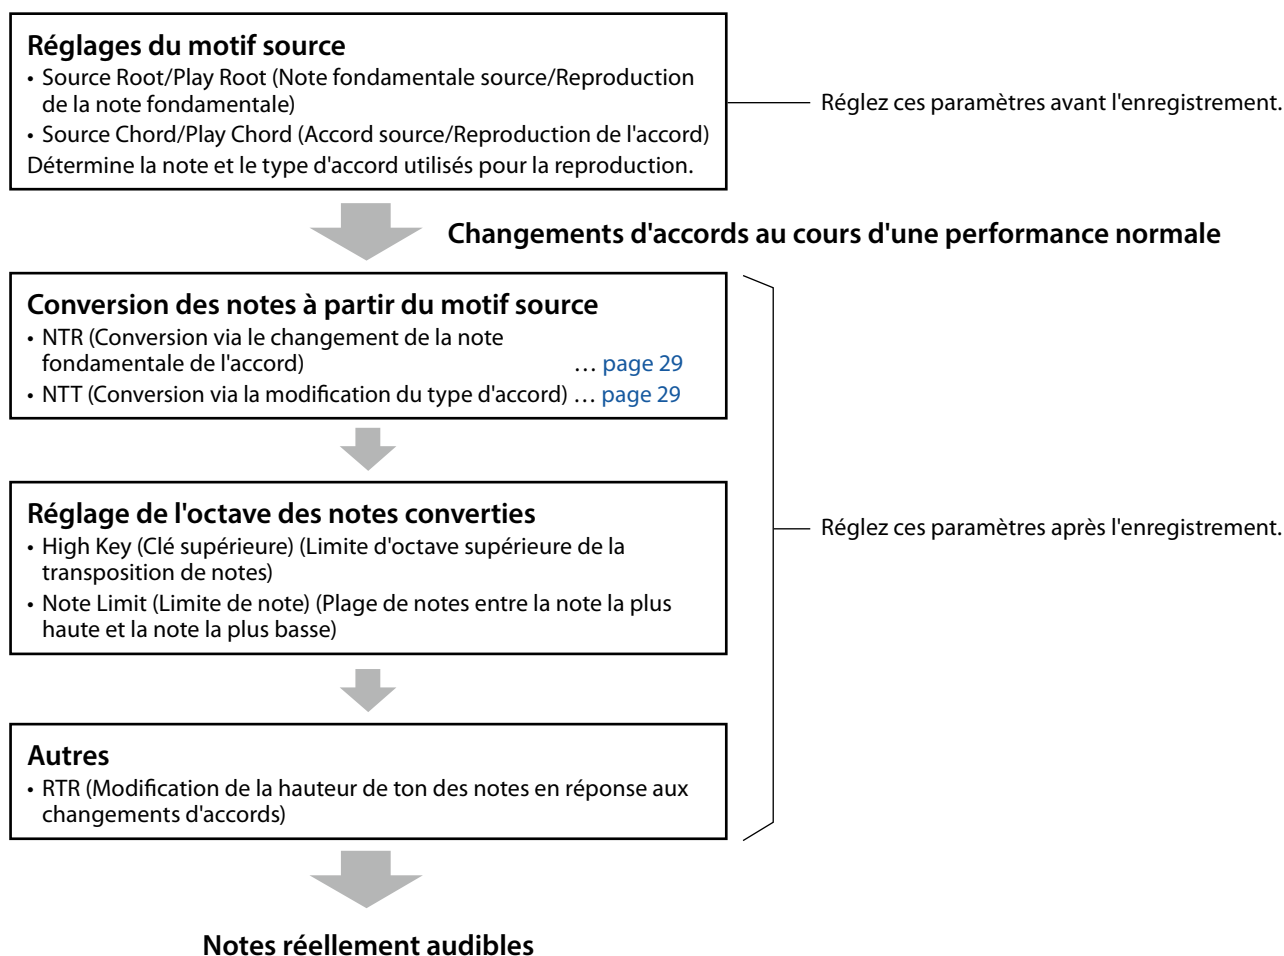 Réglages du motif source
• Source Root/Play Root (Note fondamentale source/Reproduction
de la note fondamentale)
• Source Chord/Play Chord (Accord source/Reproduction de l'accord)
Détermine la note et le type d'accord utilisés pour la reproduction.
Réglez ces paramètres avant l'enregistrement.
Changements d'accords au cours d'une performance normale
Conversion des notes à partir du motif source
• NTR (Conversion via le changement de la note
fondamentale de l'accord) … page 29
• NTT (Conversion via la modification du type d'accord) … page 29
Réglage de l'octave des notes converties
• High Key (Clé supérieure) (Limite d'octave supérieure de la
transposition de notes)
• Note Limit (Limite de note) (Plage de notes entre la note la plus
haute et la note la plus basse)
Réglez ces paramètres après l'enregistrement.
Autres
• RTR (Modification de la hauteur de ton des notes en réponse aux
changements d'accords)
Notes réellement audibles